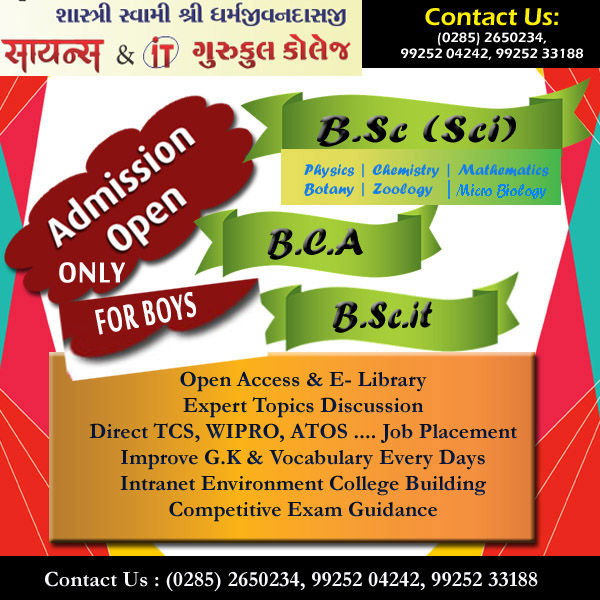 શાસ્ત્રી સ્વામી શ્રી ધર્મજીવનદાસજી
સાયન્સ & iT ગુરુકુલ કોલેજ
Contact Us:
(0285) 2650234,
99252 04242, 99252 33188
Admission
Open
ONLY
FOR BOYS
B.Sc (Sci)
Physics | Chemistry | Mathematics
Botany | Zoology | Micro Biology
B.C.A
B.Sc.it
Open Access & E- Library
Expert Topics Discussion
Direct TCS, WIPRO, ATOS .... Job Placement
Improve G.K & Vocabulary Every Days
Intranet Environment College Building
Competitive Exam Guidance
Contact Us : (0285) 2650234, 99252 04242, 99252 33188